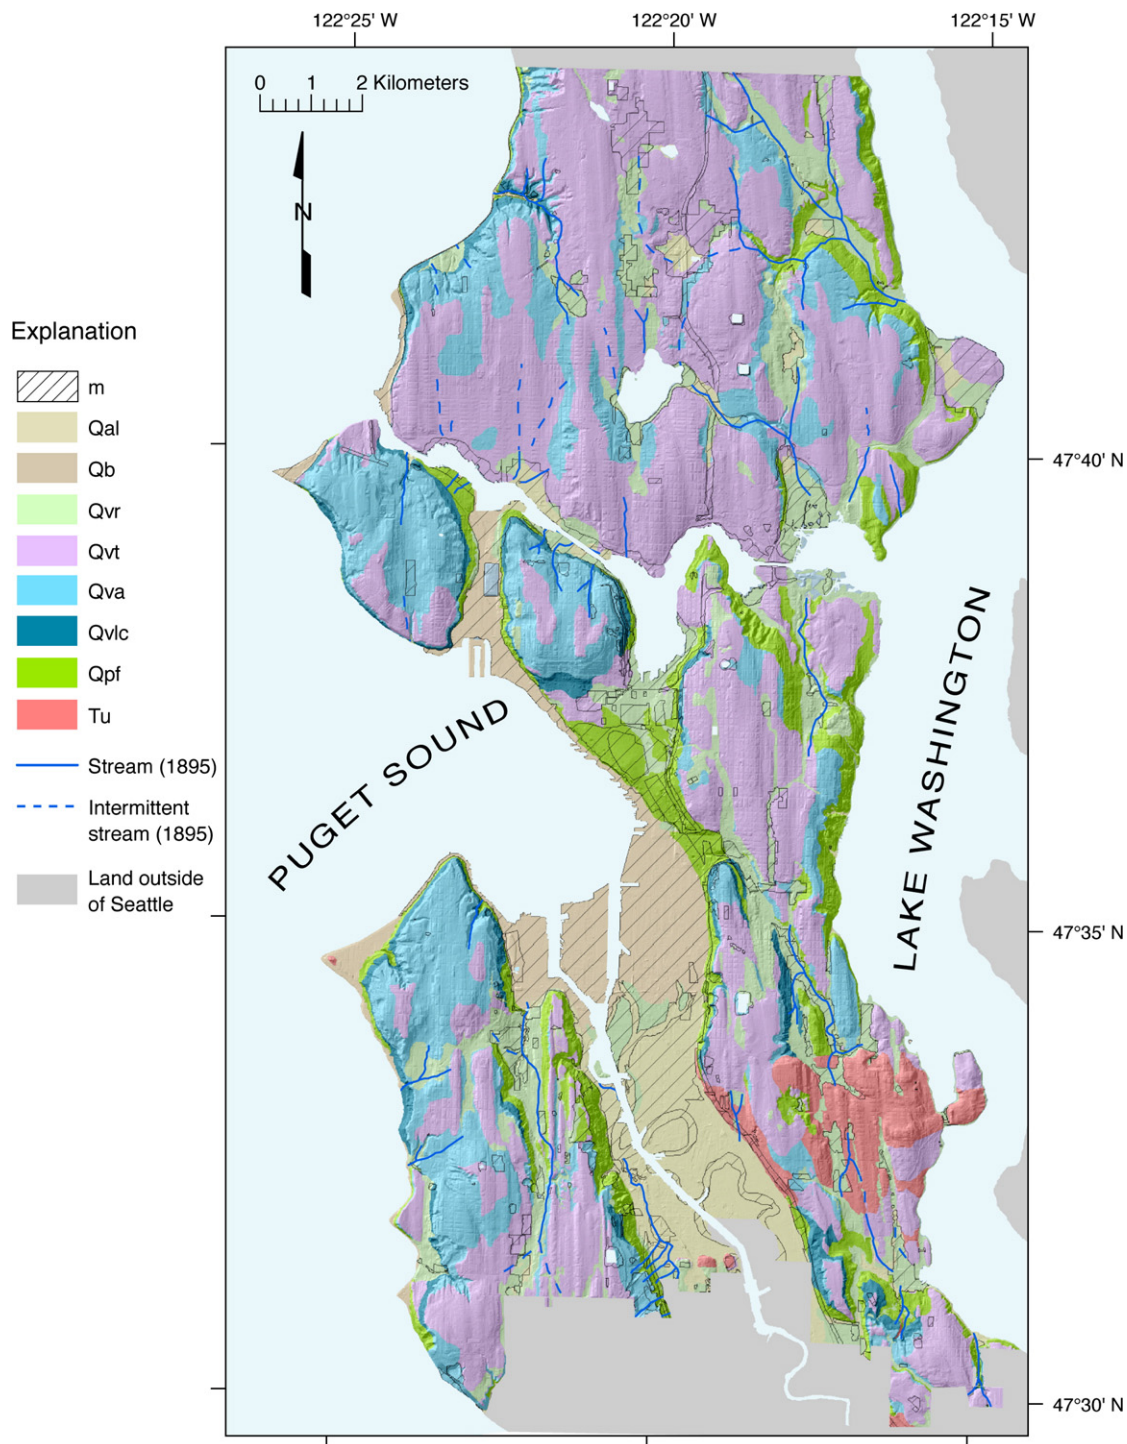 122°25' W
122°20' W
122°15' W
0 1 2 Kilometers
N
Explanation
m
Qal
Qb
Qvr
Qvt
Qva
Qvlc
Qpf
Tu
Stream (1895)
Intermittent
stream (1895)
Land outside
of Seattle
PUGET SOUND
LAKE WASHINGTON
47°40' N
47°35' N
47°30' N